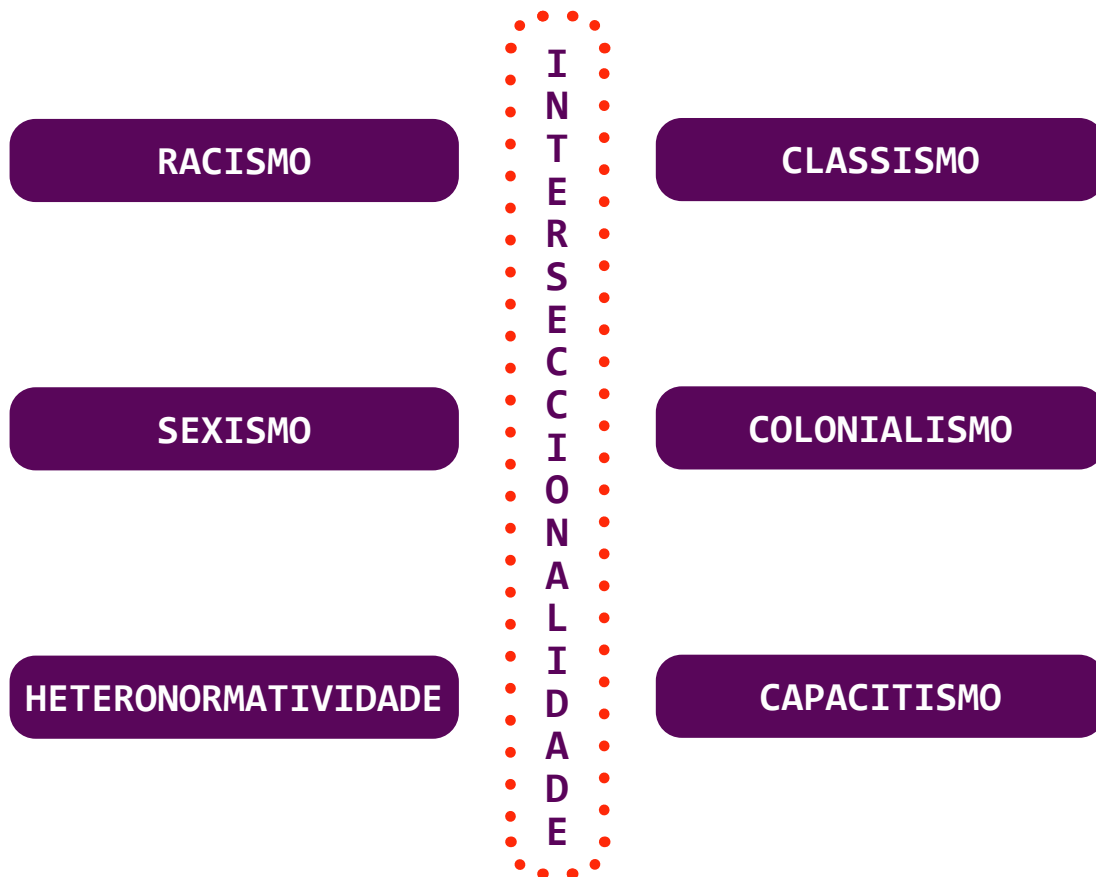 INTERSECCIONALIDADE
RACISMO
CLASSISMO
SEXISMO
COLONIALISMO
HETERONORMATIVIDADE
CAPACITISMO